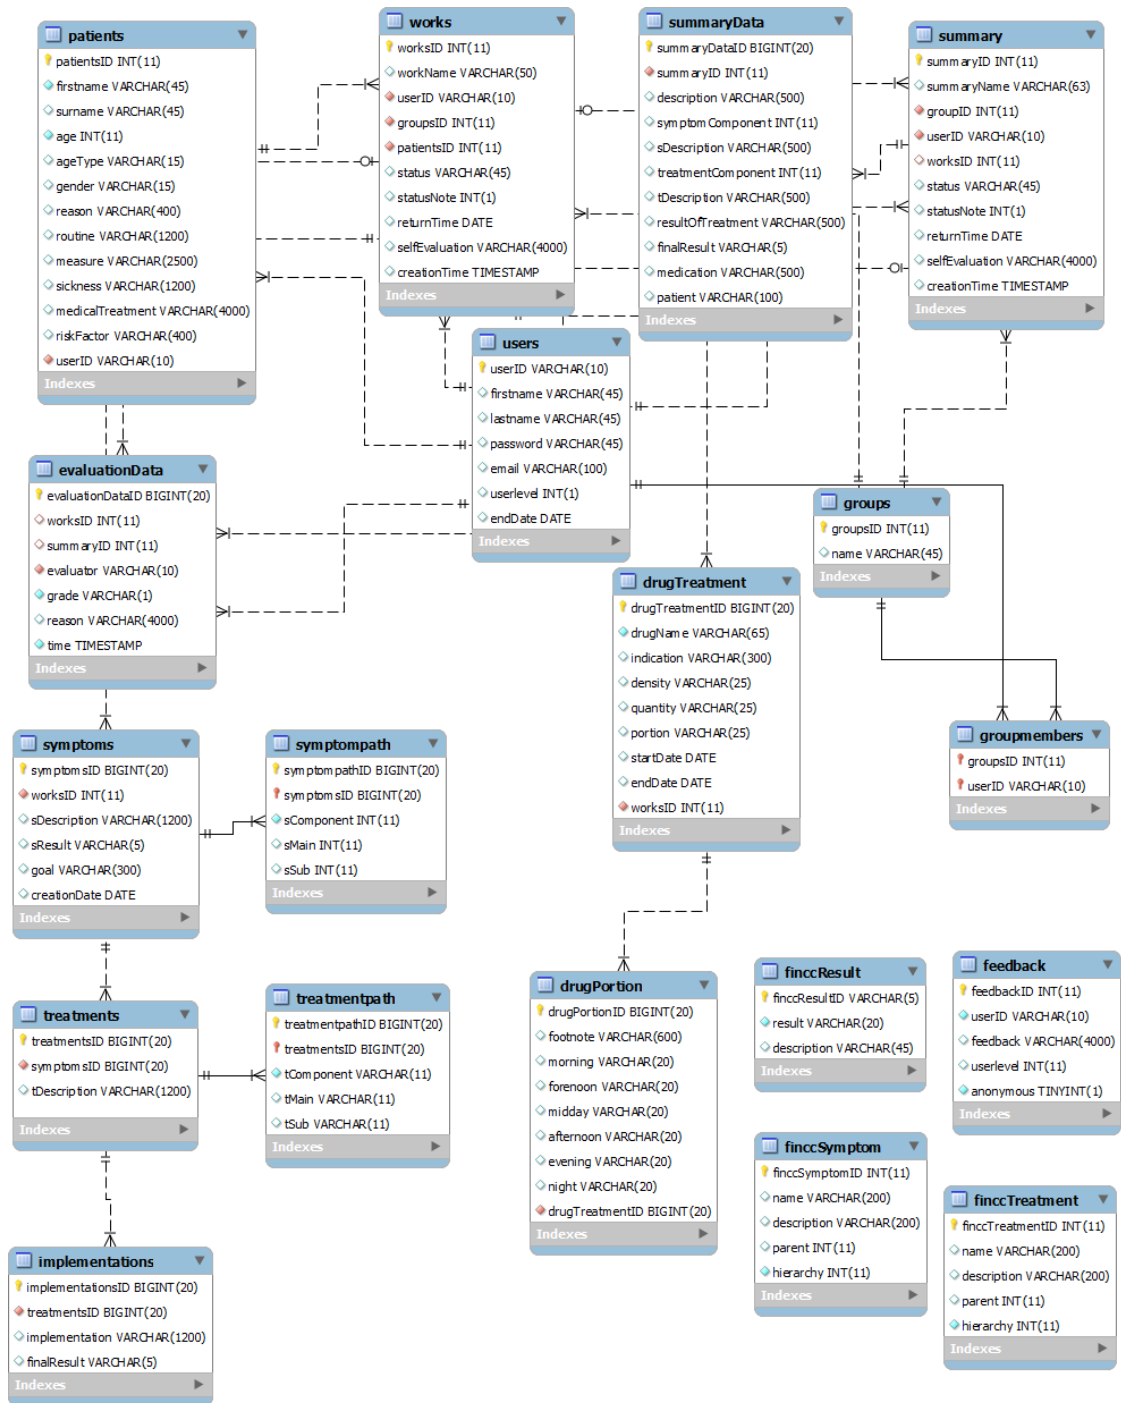 patients
patientsID INT(11)
firstname VARCHAR(45)
surname VARCHAR(45)
age INT(11)
ageType VARCHAR(15)
gender VARCHAR(15)
reason VARCHAR(400)
routine VARCHAR(1200)
measure VARCHAR(2500)
sickness VARCHAR(1200)
medicalTreatment VARCHAR(4000)
riskFactor VARCHAR(400)
userID VARCHAR(10)
Indexes
works
worksID INT(11)
workName VARCHAR(50)
userID VARCHAR(10)
groupsID INT(11)
patientsID INT(11)
status VARCHAR(45)
statusNote INT(1)
returnTime DATE
selfEvaluation VARCHAR(4000)
creationTime TIMESTAMP
Indexes
summaryData
summaryDataID BIGINT(20)
summaryID INT(11)
description VARCHAR(500)
symptomComponent INT(11)
sDescription VARCHAR(500)
treatmentComponent INT(11)
tDescription VARCHAR(500)
resultOfTreatment VARCHAR(500)
finalResult VARCHAR(5)
medication VARCHAR(500)
patient VARCHAR(100)
Indexes
summary
summaryID INT(11)
summaryName VARCHAR(63)
groupID INT(11)
userID VARCHAR(10)
worksID INT(11)
status VARCHAR(45)
statusNote INT(1)
returnTime DATE
selfEvaluation VARCHAR(4000)
creationTime TIMESTAMP
Indexes
users
userID VARCHAR(10)
firstname VARCHAR(45)
lastname VARCHAR(45)
password VARCHAR(45)
email VARCHAR(100)
userlevel INT(1)
endDate DATE
Indexes
evaluationData
evaluationDataID BIGINT(20)
worksID INT(11)
summaryID INT(11)
evaluator VARCHAR(10)
grade VARCHAR(1)
reason VARCHAR(4000)
time TIMESTAMP
Indexes
groups
groupsID INT(11)
name VARCHAR(45)
Indexes
drugTreatment
drugTreatmentID BIGINT(20)
drugName VARCHAR(65)
indication VARCHAR(300)
density VARCHAR(25)
quantity VARCHAR(25)
portion VARCHAR(25)
startDate DATE
endDate DATE
worksID INT(11)
Indexes
groupmembers
groupsID INT(11)
userID VARCHAR(10)
Indexes
symptoms
symptomsID BIGINT(20)
worksID INT(11)
sDescription VARCHAR(1200)
sResult VARCHAR(5)
goal VARCHAR(300)
creationDate DATE
Indexes
symptompath
symptompathID BIGINT(20)
symptomsID BIGINT(20)
sComponent INT(11)
sMain INT(11)
sSub INT(11)
Indexes
treatments
treatmentsID BIGINT(20)
symptomsID BIGINT(20)
tDescription VARCHAR(1200)
Indexes
treatmentpath
treatmentpathID BIGINT(20)
treatmentsID BIGINT(20)
tComponent VARCHAR(11)
tMain VARCHAR(11)
tSub VARCHAR(11)
Indexes
drugPortion
drugPortionID BIGINT(20)
footnote VARCHAR(600)
morning VARCHAR(20)
forenoon VARCHAR(20)
midday VARCHAR(20)
afternoon VARCHAR(20)
evening VARCHAR(20)
night VARCHAR(20)
drugTreatmentID BIGINT(20)
Indexes
finccResult
finccResultID VARCHAR(5)
result VARCHAR(20)
description VARCHAR(45)
Indexes
feedback
feedbackID INT(11)
userID VARCHAR(10)
feedback VARCHAR(4000)
userlevel INT(11)
anonymous TINYINT(1)
Indexes
finccSymptom
finccSymptomID INT(11)
name VARCHAR(200)
description VARCHAR(200)
parent INT(11)
hierarchy INT(11)
Indexes
finccTreatment
finccTreatmentID INT(11)
name VARCHAR(200)
description VARCHAR(200)
parent INT(11)
hierarchy INT(11)
Indexes
implementations
implementationsID BIGINT(20)
treatmentsID BIGINT(20)
implementation VARCHAR(1200)
finalResult VARCHAR(5)
Indexes